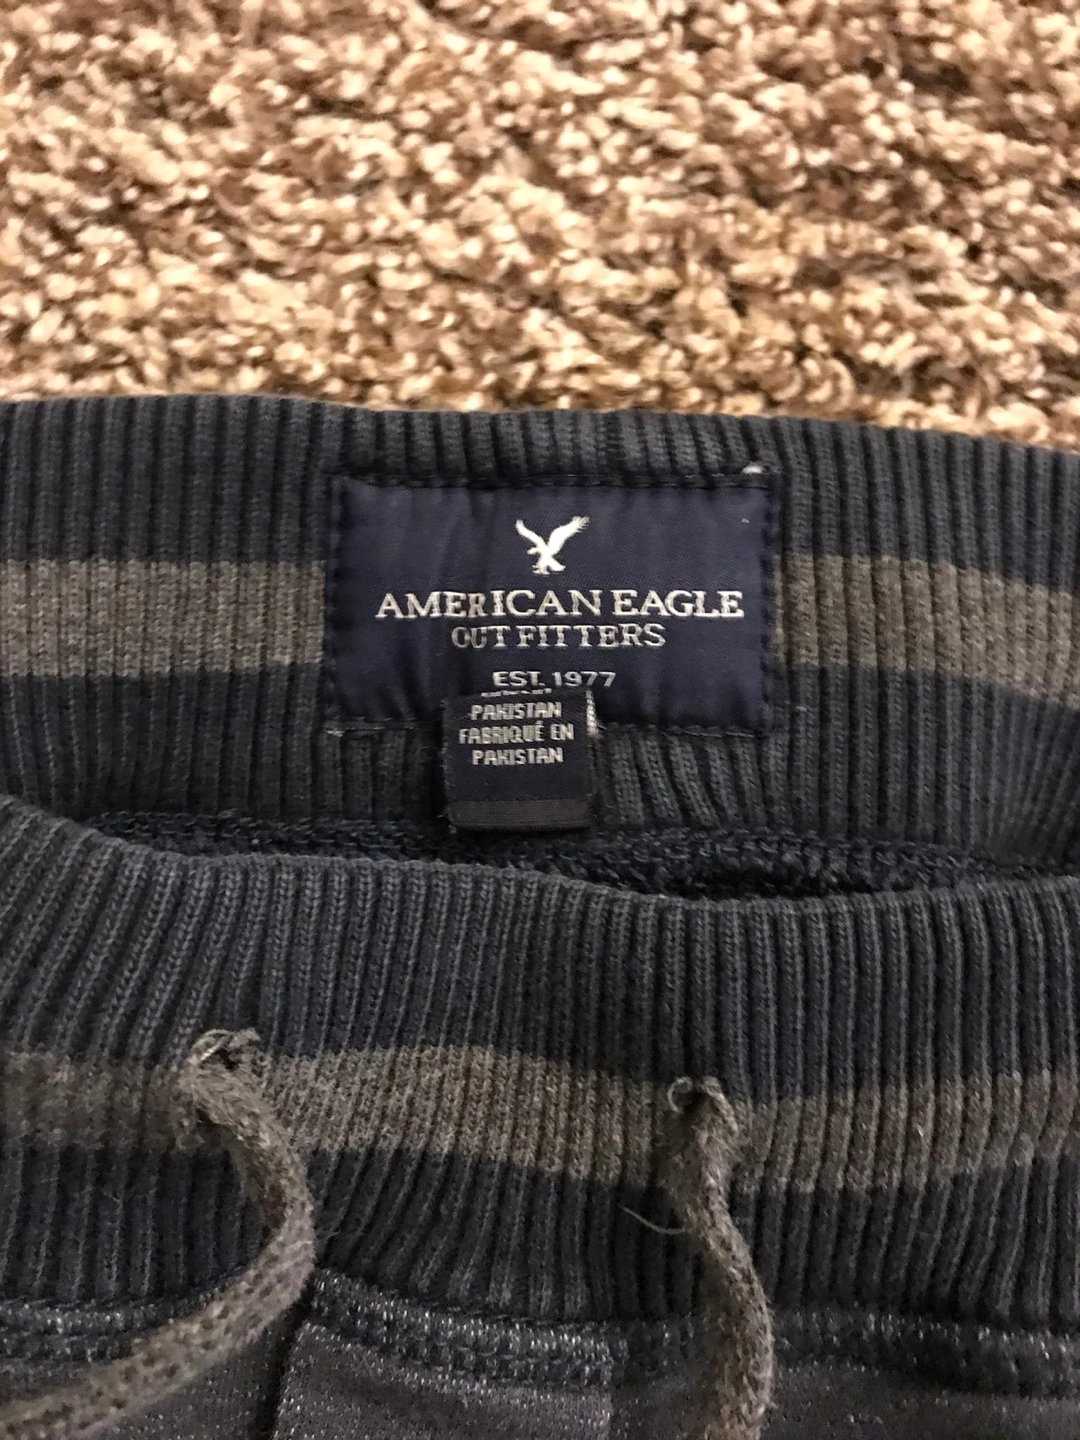 AMERICAN EAGLE
OUTFITTERS
EST. 1977
PAKISTAN
FABRIQUÉ EN
PAKISTAN